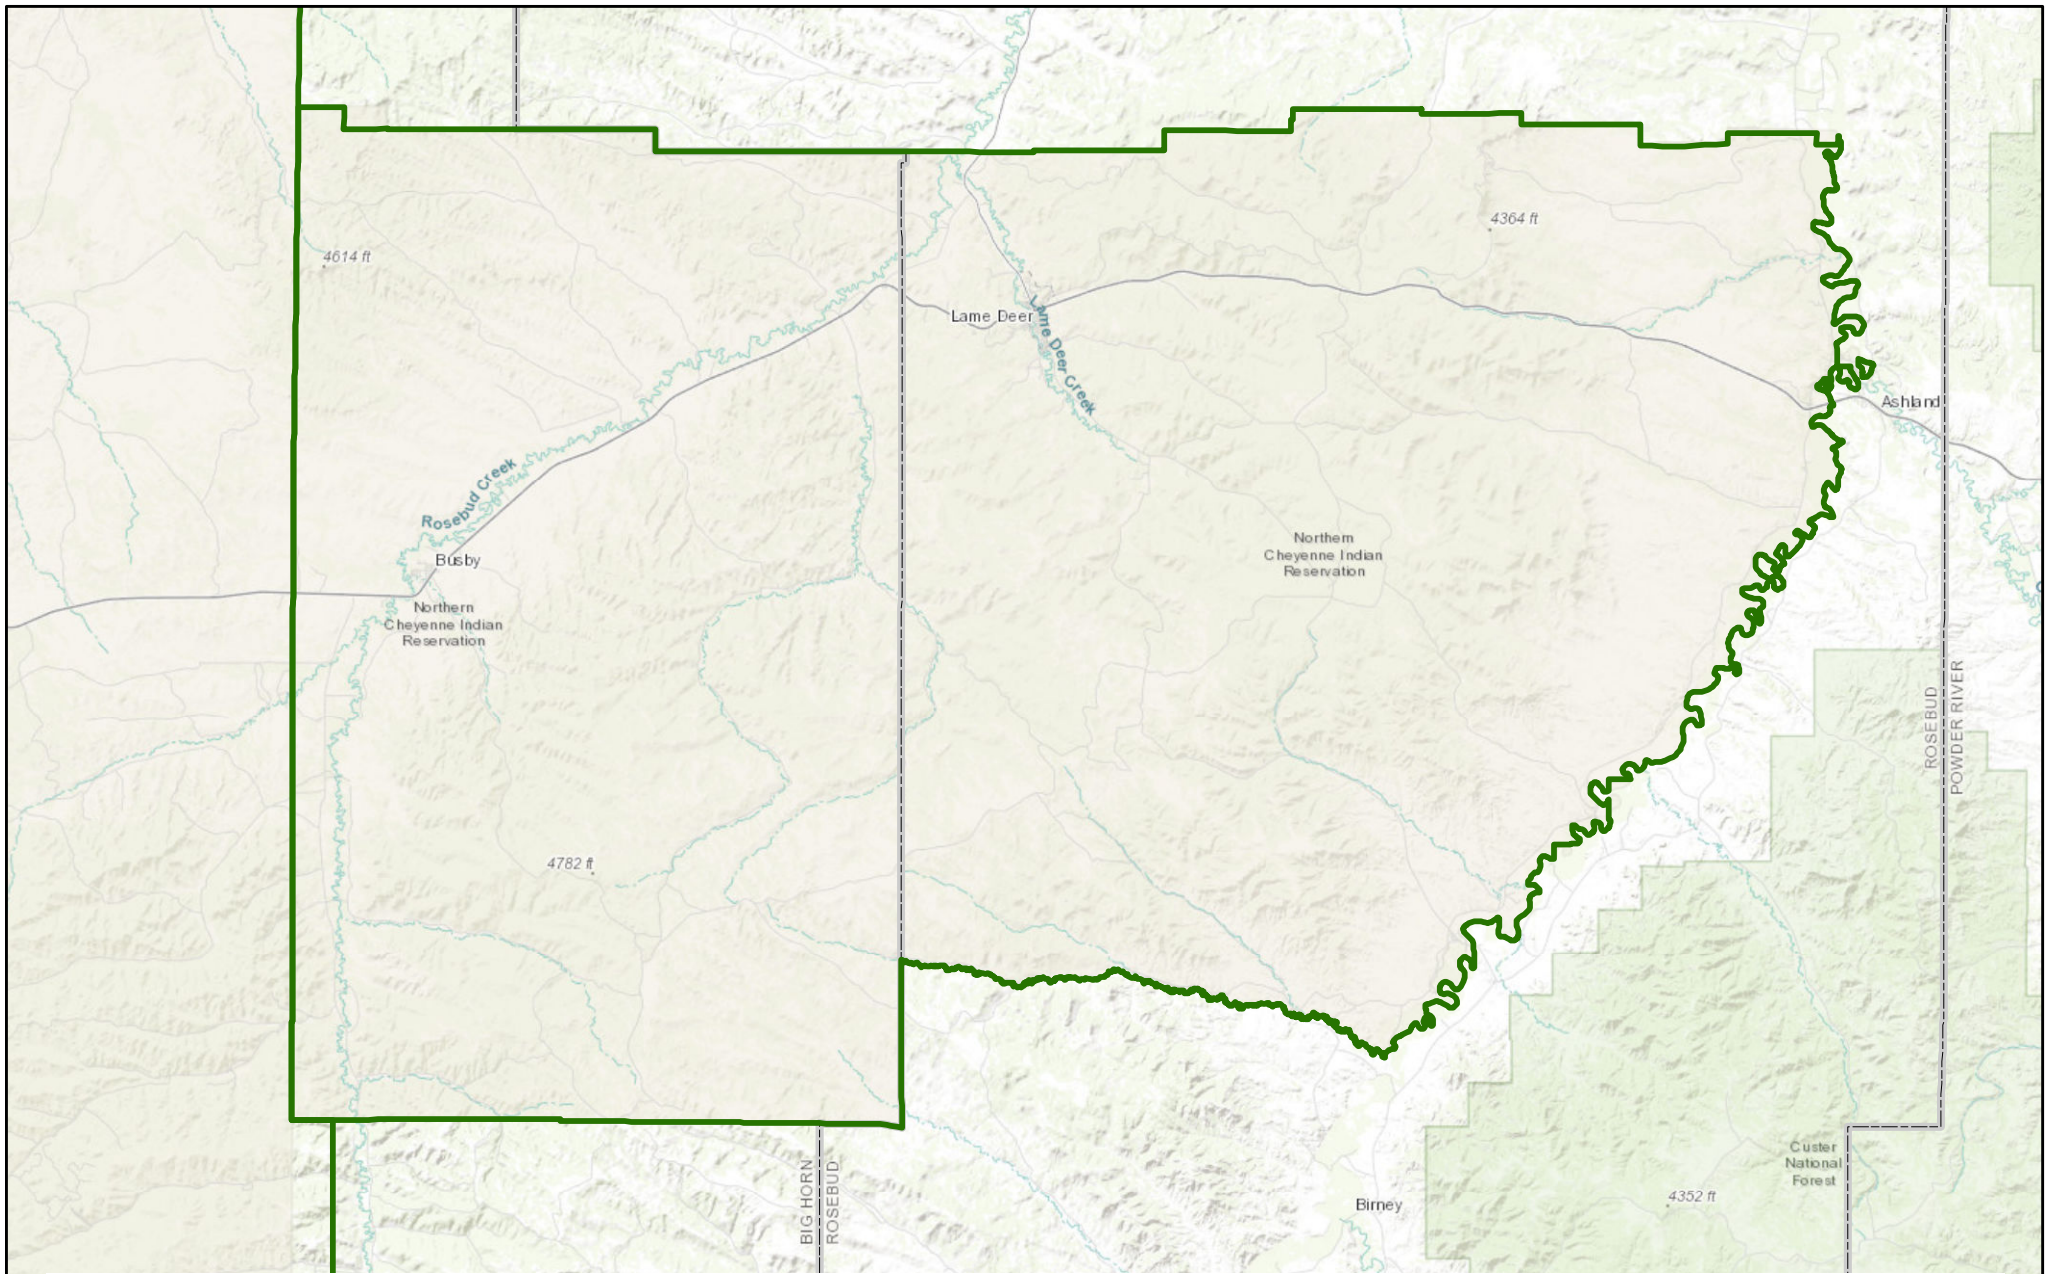 4364 ft
4614 ft
Lame Deer
Lame Deer Creek
Ashland
Rosebud Creek
Northern
Cheyenne Indian
Reservation
Busby
Northern
Cheyenne Indian
Reservation
ROSEBUD
POWDER RIVER
4782 ft
Custer
National
Forest
BIG HORN
ROSEBUD
4352 ft
Birney